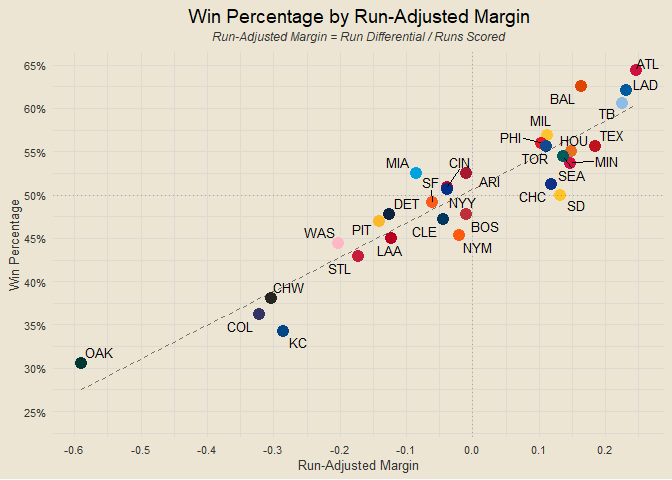 Win Percentage by Run-Adjusted Margin
Run-Adjusted Margin = Run Differential / Runs Scored
65%
ATL
LAD
BAL
60%
TB
MIL
PHI
HOU
TEX
55%
TOR
MIN
MIA
CIN
SEA
SF
ARI
50%
CHC
DET
NYY
SD
PIT
WAS
CLE
BOS
45%
LAA
NYM
STL
40%
CHW
35%
COL
KC
OAK
30%
25%
Win Percentage
-0.6
-0.5
-0.4
-0.3
-0.2
-0.1
0.0
0.1
0.2
Run-Adjusted Margin